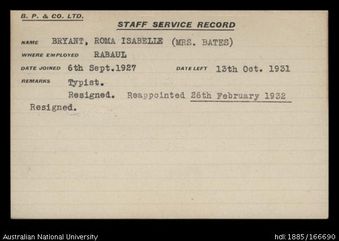 B. P. & CO. LTD.
STAFF SERVICE RECORD
NAME BRYANT, ROMA ISABELLE (MRS. BATES)
WHERE EMPLOYED RABAUL
DATE JOINED 6th Sept.1927 DATE LEFT 13th Oct. 1931
REMARKS Typist.
Resigned. Reappointed 26th February 1932
Resigned.
Australian National University
hdl:1885/166690